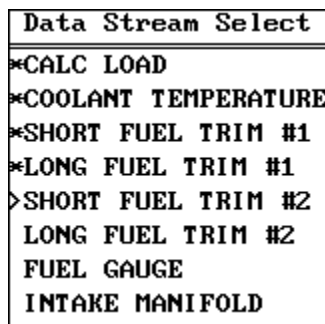 Data Stream Select
*CALC LOAD
*COOLANT TEMPERATURE
*SHORT FUEL TRIM #1
*LONG FUEL TRIM #1
>SHORT FUEL TRIM #2
LONG FUEL TRIM #2
FUEL GAUGE
INTAKE MANIFOLD